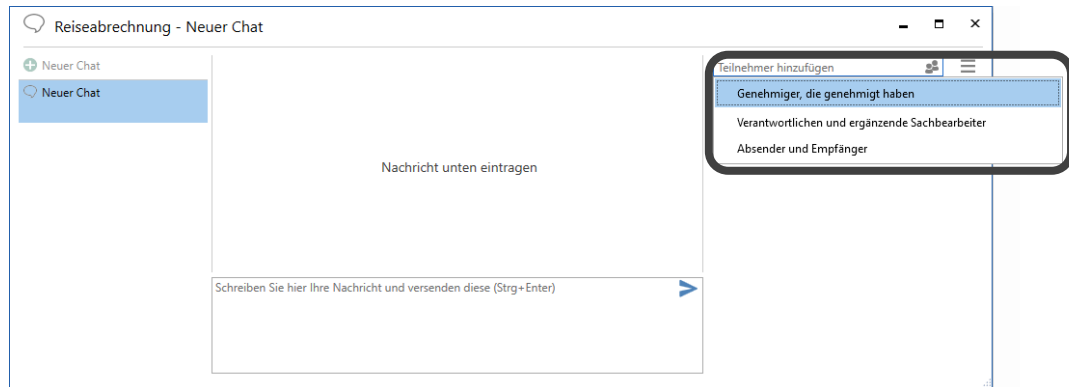 Reiseabrechnung - Neuer Chat
Neuer Chat
Neuer Chat
Nachricht unten eintragen
Schreiben Sie hier Ihre Nachricht und versenden diese (Strg+Enter)
Teilnehmer hinzufügen
Genehmiger, die genehmigt haben
Verantwortlichen und ergänzende Sachbearbeiter
Absender und Empfänger